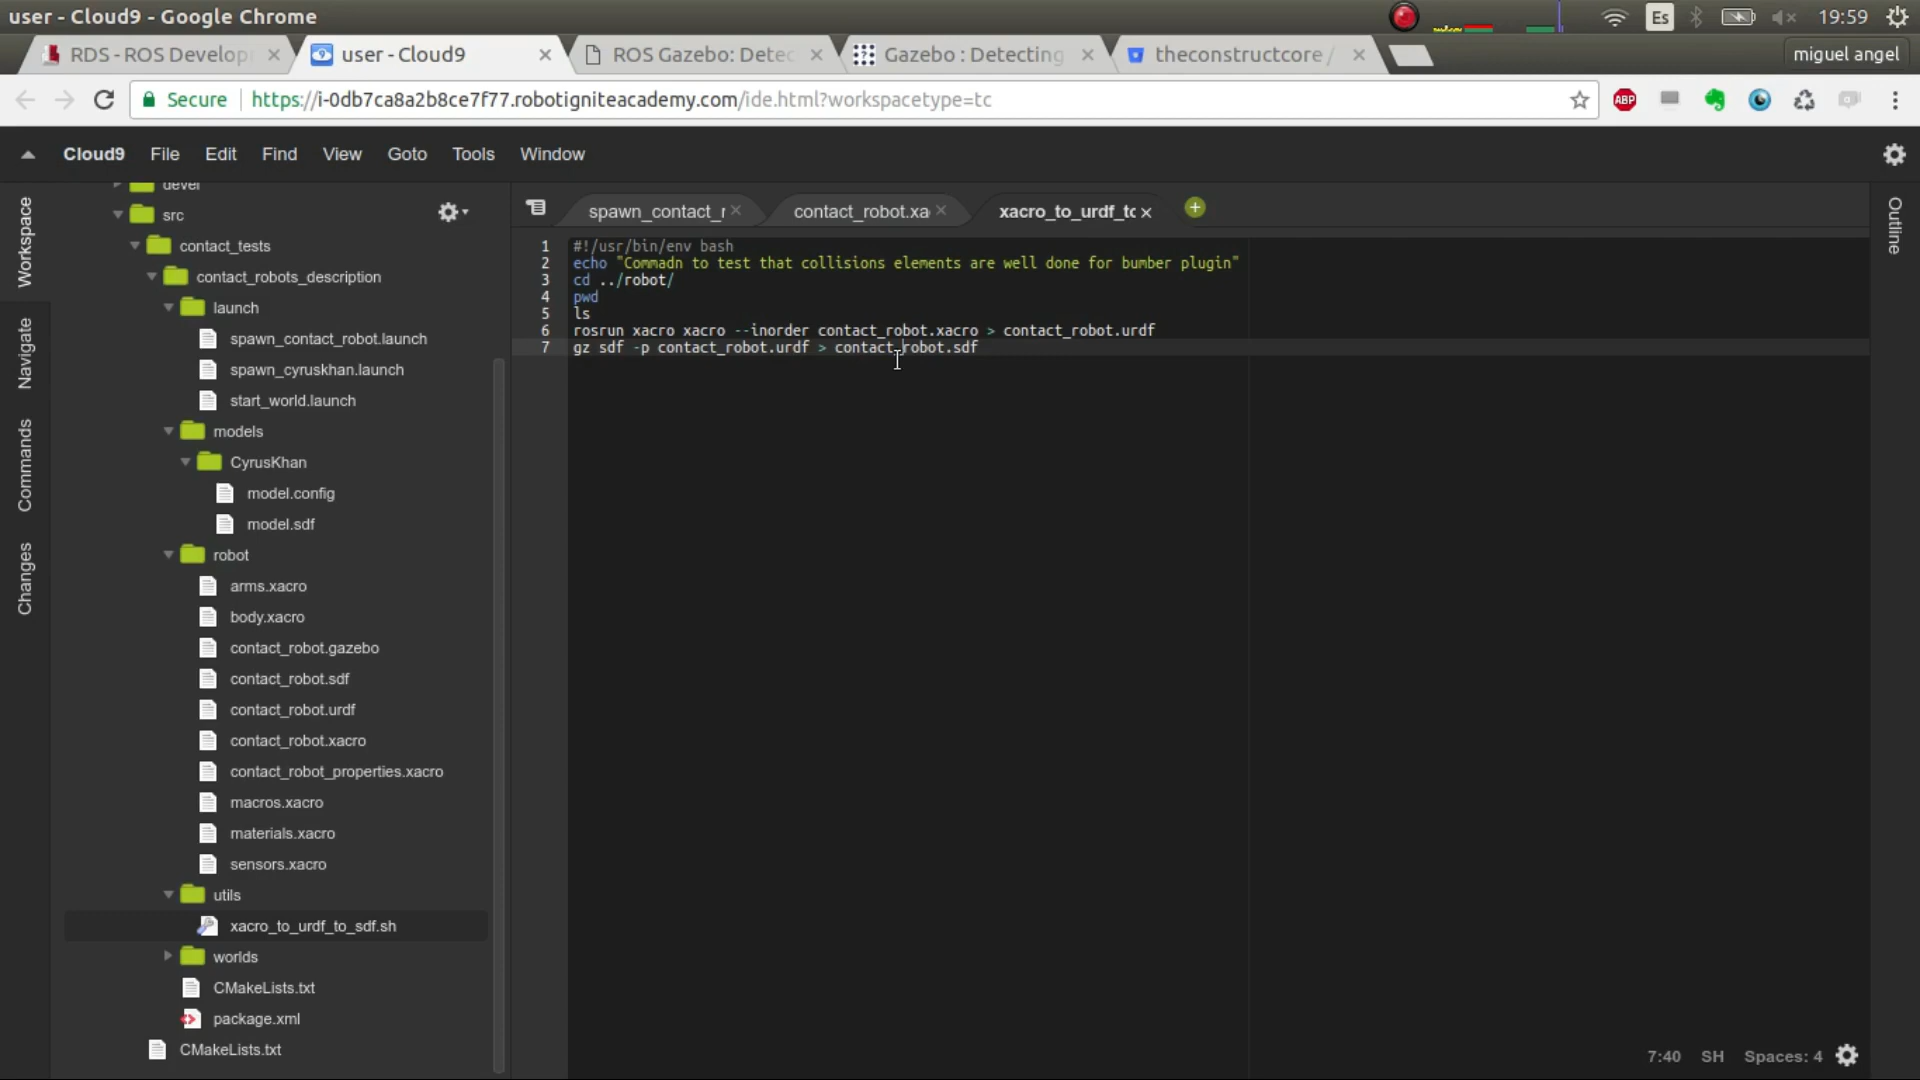 user - Cloud9 - Google Chrome
Es
19:59
RDS - ROS Develop
user - Cloud9
ROS Gazebo: Detec
Gazebo : Detecting
theconstructcore /
miguel angel
Secure
https://i-0db7ca8a2b8ce7f77.robotigniteacademy.com/ide.html?workspacetype=tc
ABP
Cloud9 File Edit Find View Goto Tools Window
Workspace
Navigate
Commands
Changes
devel
src
contact_tests
contact_robots_description
launch
spawn_contact_robot.launch
spawn_cyruskhan.launch
start_world.launch
models
CyrusKhan
model.config
model.sdf
robot
arms.xacro
body.xacro
contact_robot.gazebo
contact_robot.sdf
contact_robot.urdf
contact_robot.xacro
contact_robot_properties.xacro
macros.xacro
materials.xacro
sensors.xacro
utils
xacro_to_urdf_to_sdf.sh
worlds
CMakeLists.txt
package.xml
CMakeLists.txt
spawn_contact_r
contact_robot.xa
xacro_to_urdf_to
1 #!/usr/bin/env bash
2 echo "Commadn to test that collisions elements are well done for bumber plugin"
3 cd ../robot/
4 pwd
5 ls
6 rosrun xacro xacro --inorder contact_robot.xacro > contact_robot.urdf
7 gz sdf -p contact_robot.urdf > contact_robot.sdf
Outline
7:40 SH Spaces: 4